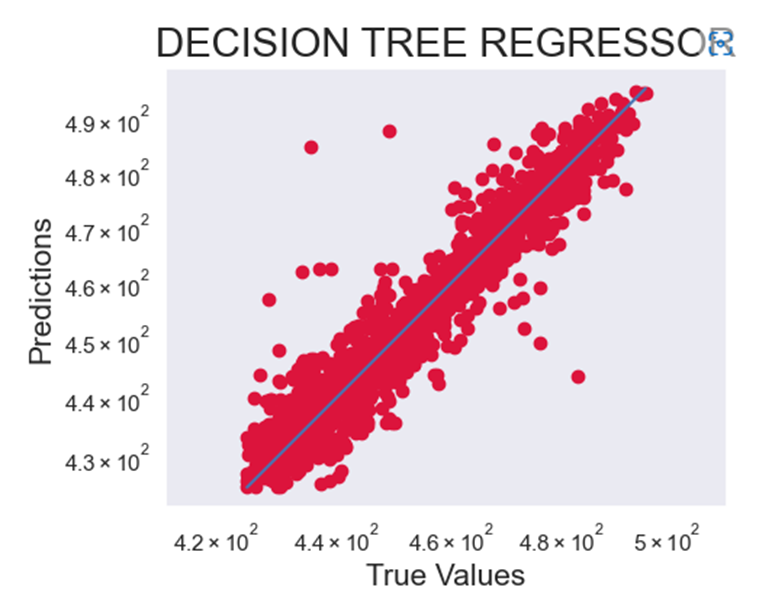 DECISION TREE REGRESSOR
4.9 × 10²
4.8 × 10²
4.7 × 10²
4.6 × 10²
4.5 × 10²
4.4 × 10²
4.3 × 10²
Predictions
4.2 × 10²
4.4 × 10²
4.6 × 10²
4.8 × 10²
5 × 10²
True Values